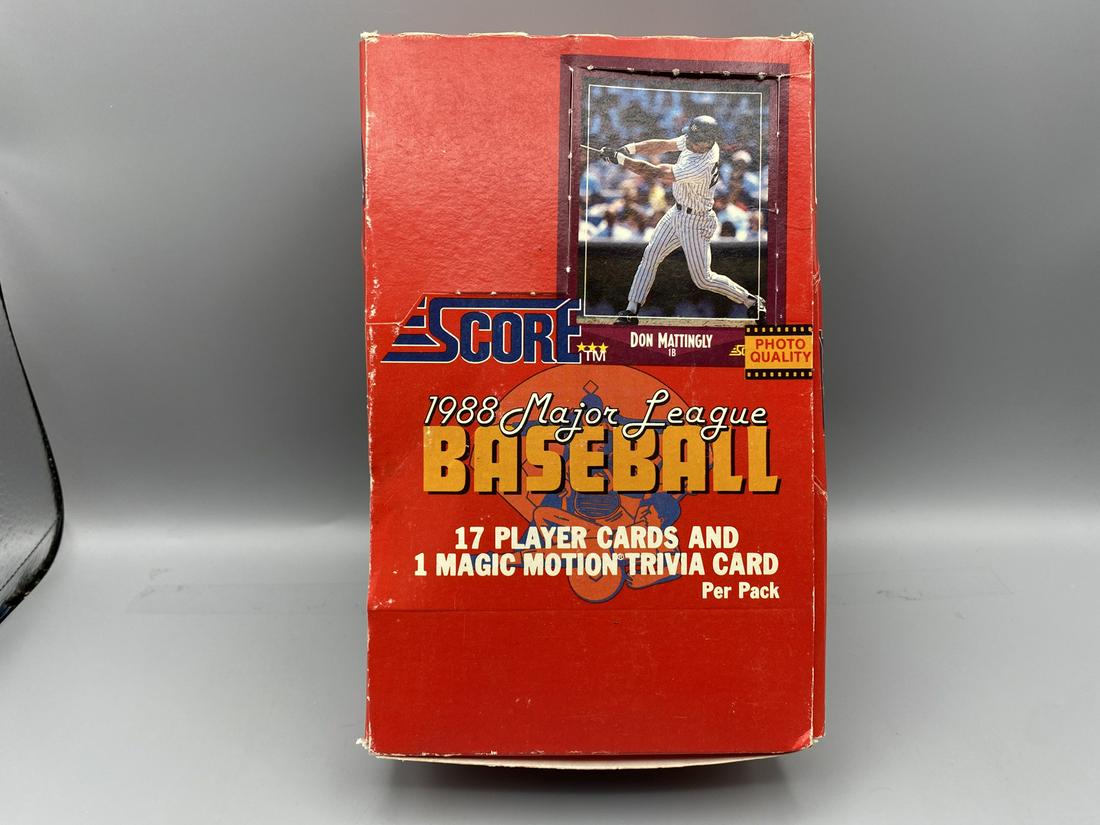 SCORE
TM
DON MATTINGLY
1B
PHOTO
QUALITY
1988 Major League
BASEBALL
17 PLAYER CARDS AND
1 MAGIC MOTION® TRIVIA CARD
Per Pack